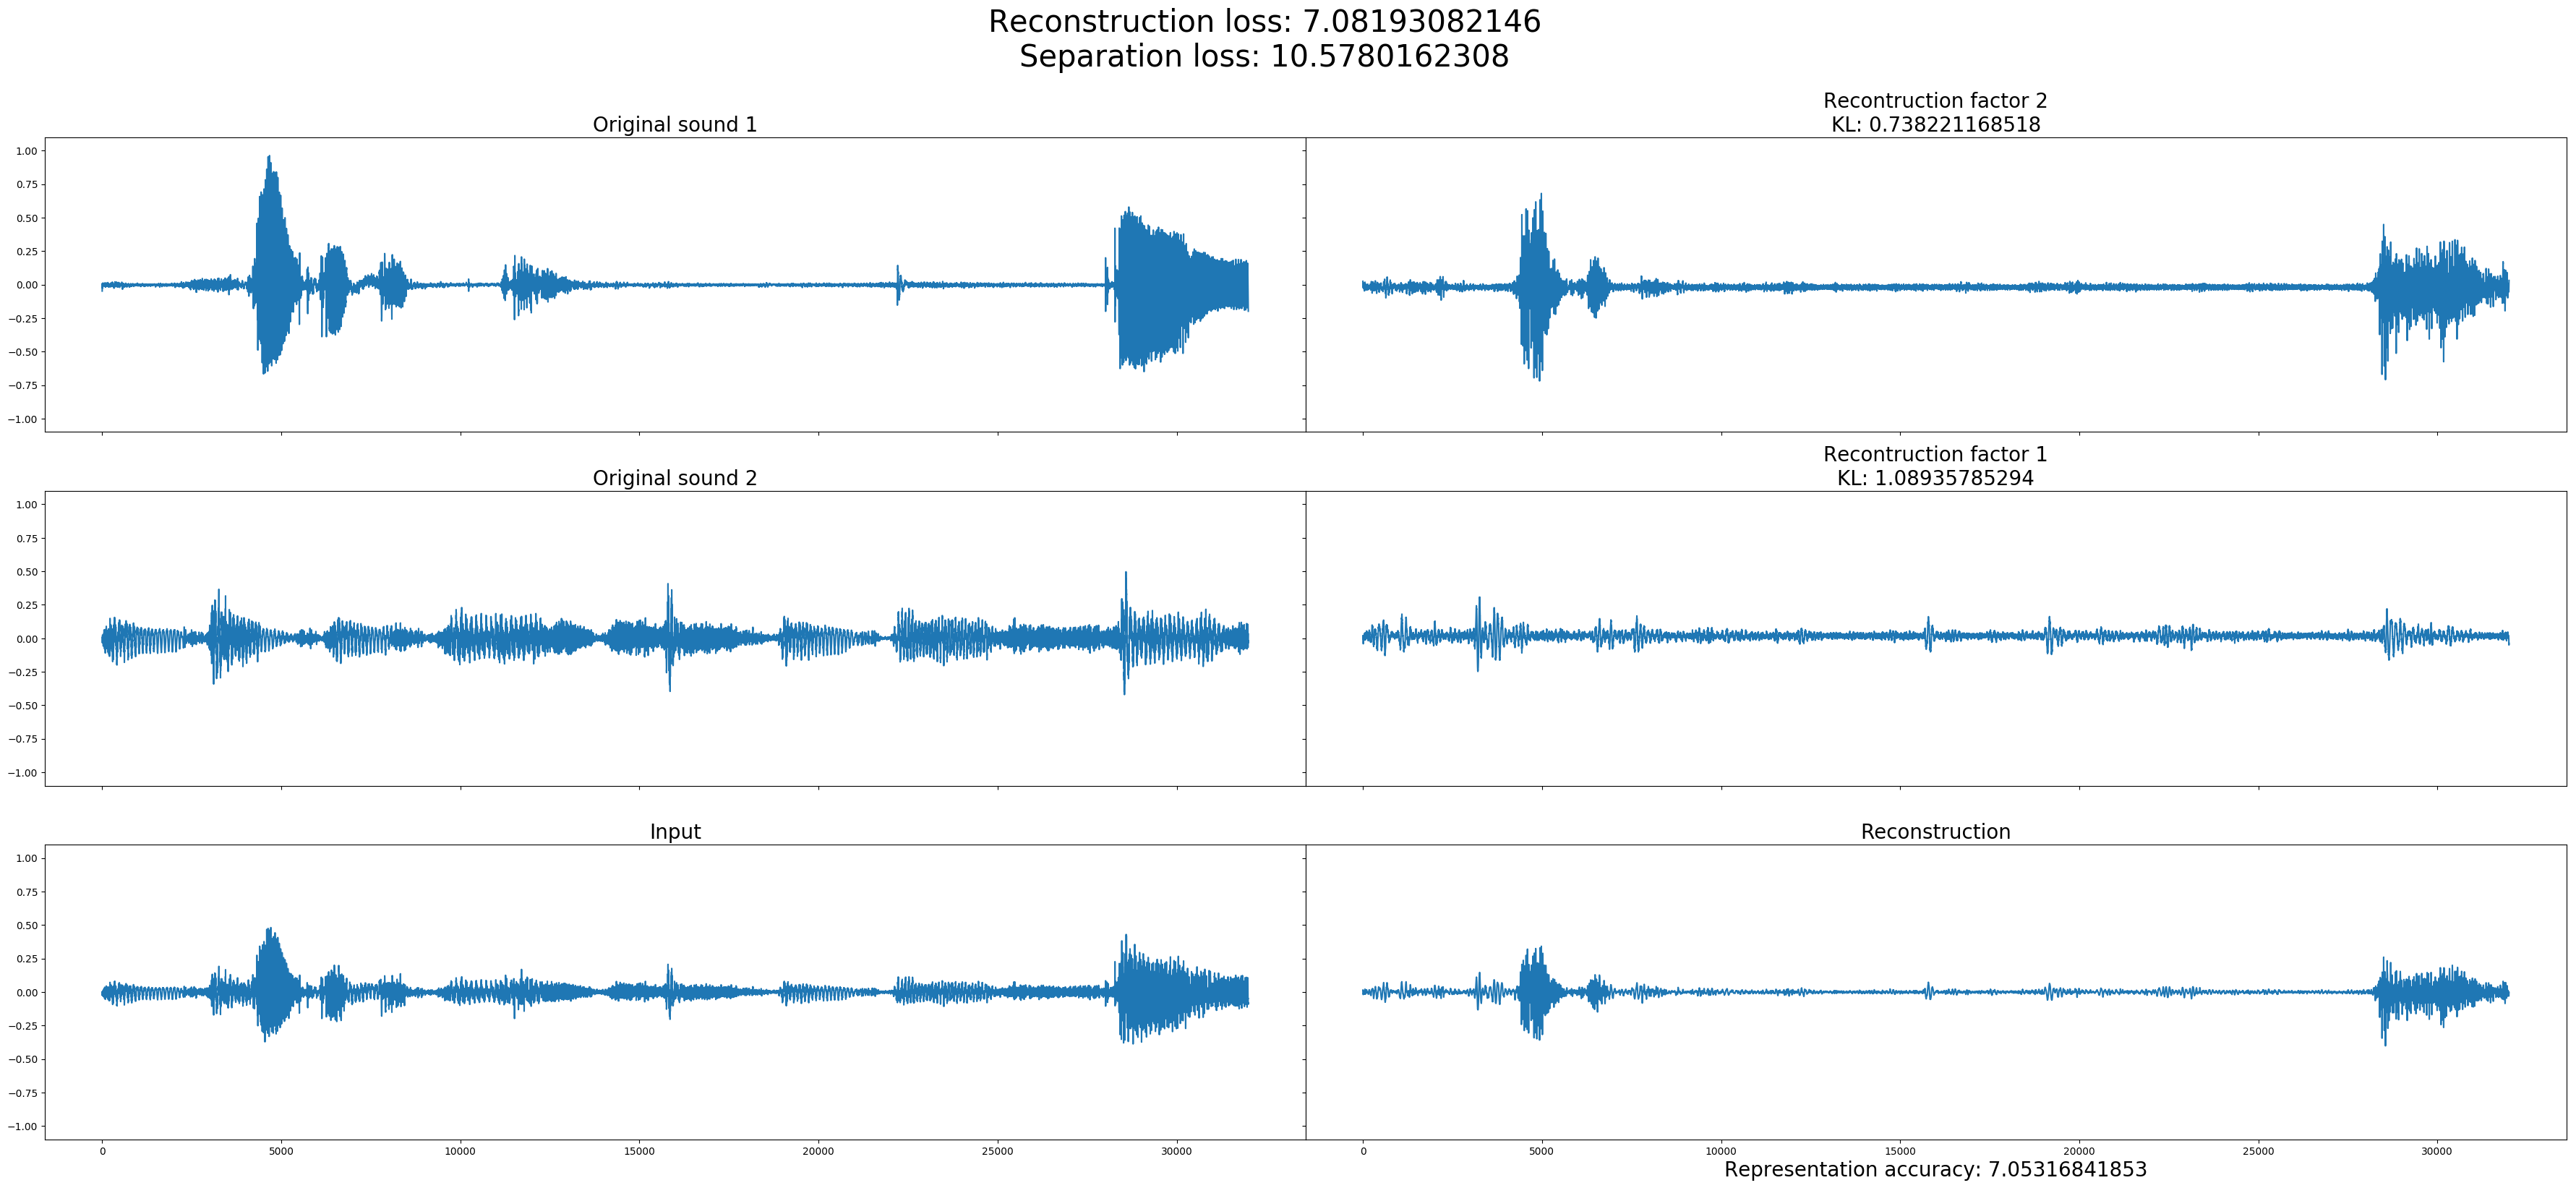 Reconstruction loss: 7.08193082146
Separation loss: 10.5780162308
Original sound 1
Recontruction factor 2
KL: 0.738221168518
1.00
0.75
0.50
0.25
0.00
−0.25
−0.50
−0.75
−1.00
Original sound 2
Recontruction factor 1
KL: 1.08935785294
1.00
0.75
0.50
0.25
0.00
−0.25
−0.50
−0.75
−1.00
Input
Reconstruction
1.00
0.75
0.50
0.25
0.00
−0.25
−0.50
−0.75
−1.00
0 5000 10000 15000 20000 25000 30000
0 5000 10000 15000 20000 25000 30000
Representation accuracy: 7.05316841853